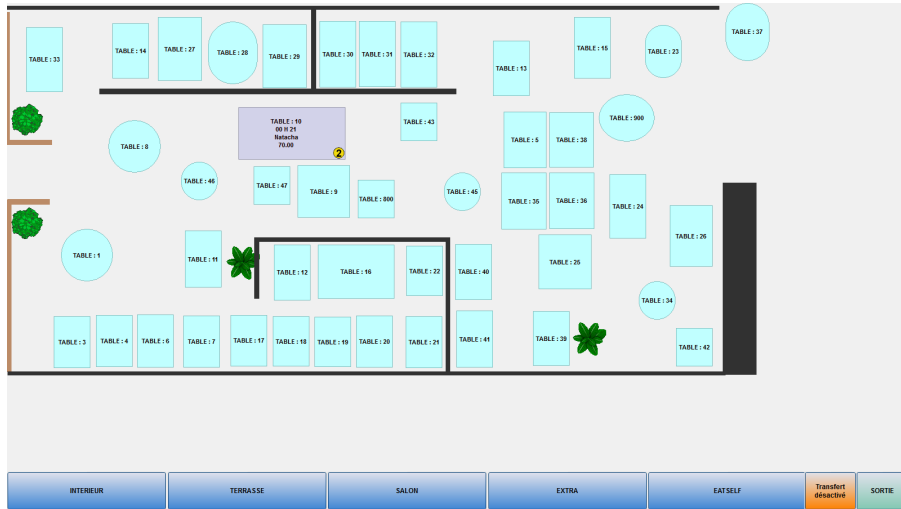 TABLE : 37
TABLE : 14
TABLE : 27
TABLE : 28
TABLE : 29
TABLE : 30
TABLE : 31
TABLE : 32
TABLE : 15
TABLE : 23
TABLE : 33
TABLE : 13
TABLE : 10
00 H 21
Natacha
70.00
2
TABLE : 43
TABLE : 900
TABLE : 8
TABLE : 5
TABLE : 38
TABLE : 46
TABLE : 47
TABLE : 9
TABLE : 800
TABLE : 45
TABLE : 35
TABLE : 36
TABLE : 24
TABLE : 26
TABLE : 1
TABLE : 11
TABLE : 12
TABLE : 16
TABLE : 22
TABLE : 40
TABLE : 25
TABLE : 34
TABLE : 3
TABLE : 4
TABLE : 6
TABLE : 7
TABLE : 17
TABLE : 18
TABLE : 19
TABLE : 20
TABLE : 21
TABLE : 41
TABLE : 39
TABLE : 42
INTERIEUR
TERRASSE
SALON
EXTRA
EATSELF
Transfert
désactivé
SORTIE